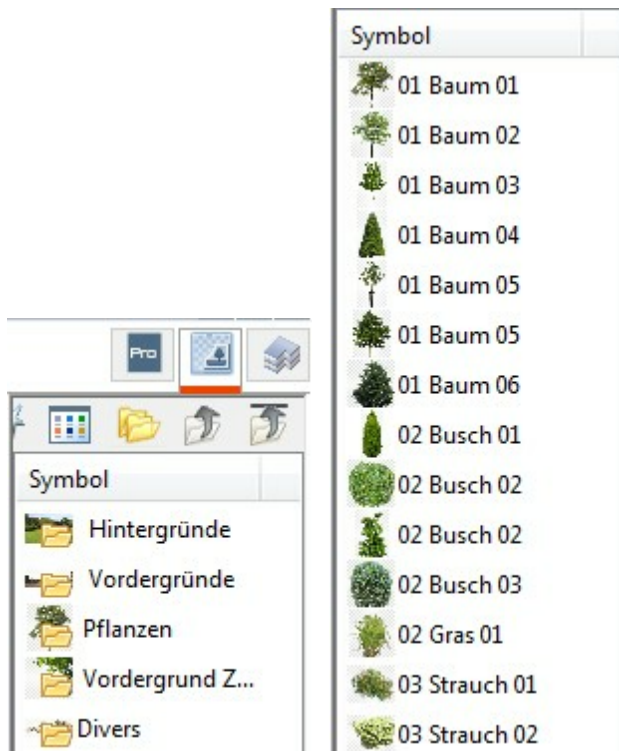 Pro
Symbol
Hintergründe
Vordergründe
Pflanzen
Vordergrund Z...
Divers
Symbol
01 Baum 01
01 Baum 02
01 Baum 03
01 Baum 04
01 Baum 05
01 Baum 05
01 Baum 06
02 Busch 01
02 Busch 02
02 Busch 02
02 Busch 03
02 Gras 01
03 Strauch 01
03 Strauch 02